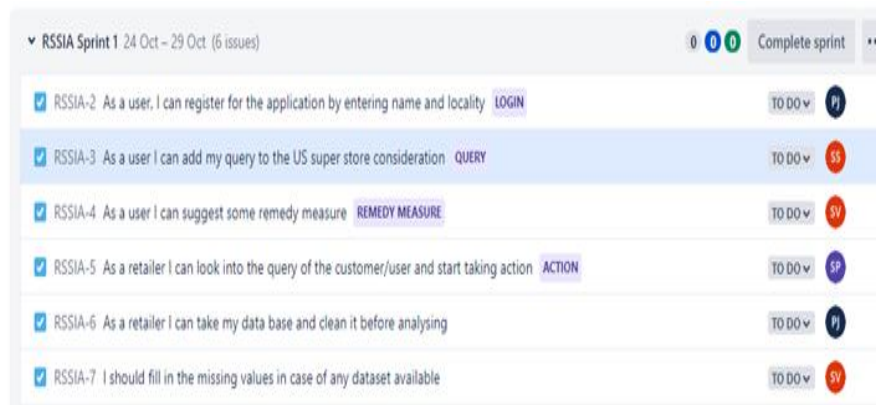 RSSIA Sprint 1 24 Oct – 29 Oct (6 issues) 0 0 0 Complete sprint
RSSIA-2 As a user, I can register for the application by entering name and locality LOGIN TO DO PJ
RSSIA-3 As a user I can add my query to the US super store consideration QUERY TO DO SS
RSSIA-4 As a user I can suggest some remedy measure REMEDY MEASURE TO DO SV
RSSIA-5 As a retailer I can look into the query of the customer/user and start taking action ACTION TO DO SP
RSSIA-6 As a retailer I can take my data base and clean it before analysing TO DO PJ
RSSIA-7 I should fill in the missing values in case of any dataset available TO DO SV